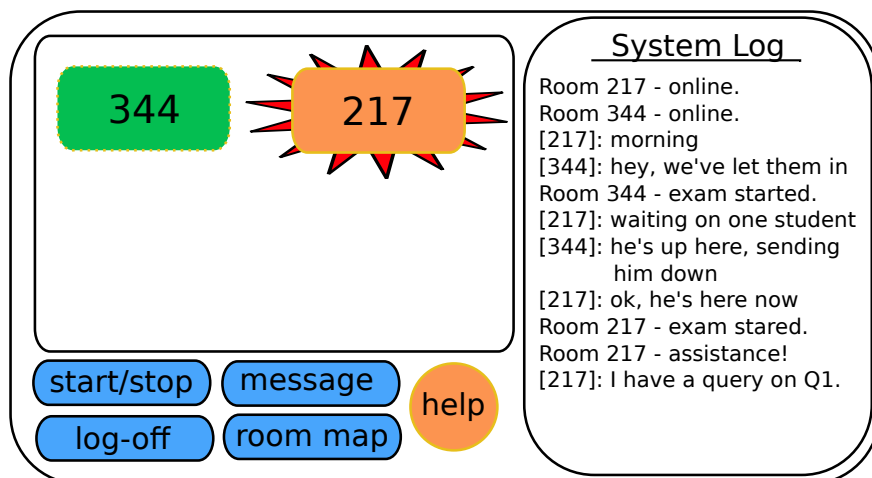 344
217
start/stop
message
log-off
room map
help
System Log
Room 217 - online.
Room 344 - online.
[217]: morning
[344]: hey, we've let them in
Room 344 - exam started.
[217]: waiting on one student
[344]: he's up here, sending
him down
[217]: ok, he's here now
Room 217 - exam stared.
Room 217 - assistance!
[217]: I have a query on Q1.